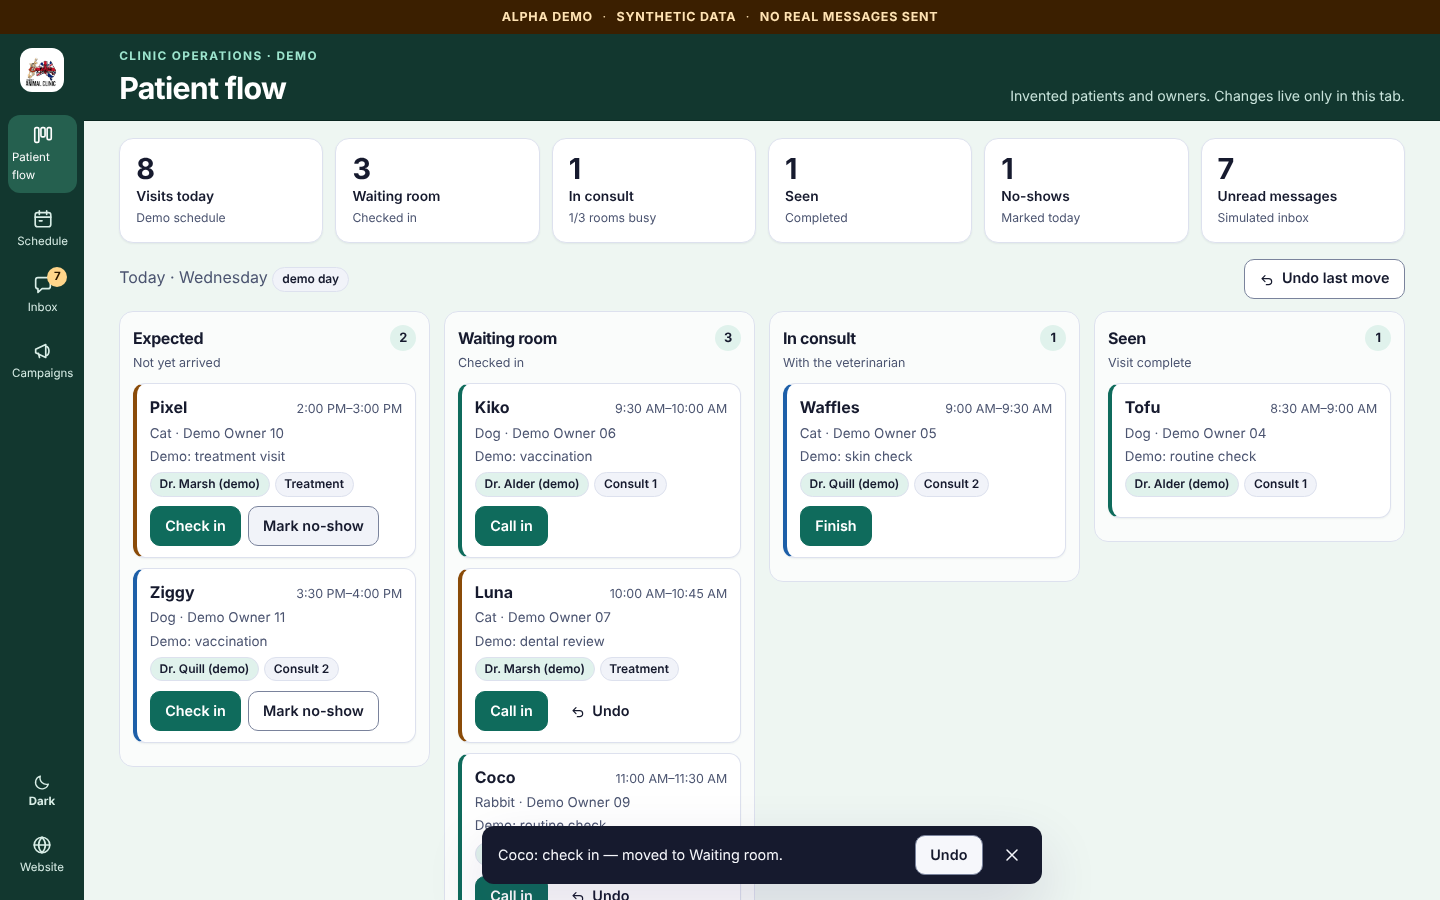 ALPHA DEMO · SYNTHETIC DATA · NO REAL MESSAGES SENT
ANIMAL CLINIC
Patient flow
Schedule
7
Inbox
Campaigns
Dark
Website
CLINIC OPERATIONS · DEMO
Patient flow
Invented patients and owners. Changes live only in this tab.
8
Visits today
Demo schedule
3
Waiting room
Checked in
1
In consult
1/3 rooms busy
1
Seen
Completed
1
No-shows
Marked today
7
Unread messages
Simulated inbox
Today · Wednesday demo day
Undo last move
Expected 2
Not yet arrived
Pixel 2:00 PM–3:00 PM
Cat · Demo Owner 10
Demo: treatment visit
Dr. Marsh (demo) Treatment
Check in Mark no-show
Ziggy 3:30 PM–4:00 PM
Dog · Demo Owner 11
Demo: vaccination
Dr. Quill (demo) Consult 2
Check in Mark no-show
Waiting room 3
Checked in
Kiko 9:30 AM–10:00 AM
Dog · Demo Owner 06
Demo: vaccination
Dr. Alder (demo) Consult 1
Call in
Luna 10:00 AM–10:45 AM
Cat · Demo Owner 07
Demo: dental review
Dr. Marsh (demo) Treatment
Call in Undo
Coco 11:00 AM–11:30 AM
Rabbit · Demo Owner 09
Demo: routine check
Call in Undo
In consult 1
With the veterinarian
Waffles 9:00 AM–9:30 AM
Cat · Demo Owner 05
Demo: skin check
Dr. Quill (demo) Consult 2
Finish
Seen 1
Visit complete
Tofu 8:30 AM–9:00 AM
Dog · Demo Owner 04
Demo: routine check
Dr. Alder (demo) Consult 1
Coco: check in — moved to Waiting room.
Undo